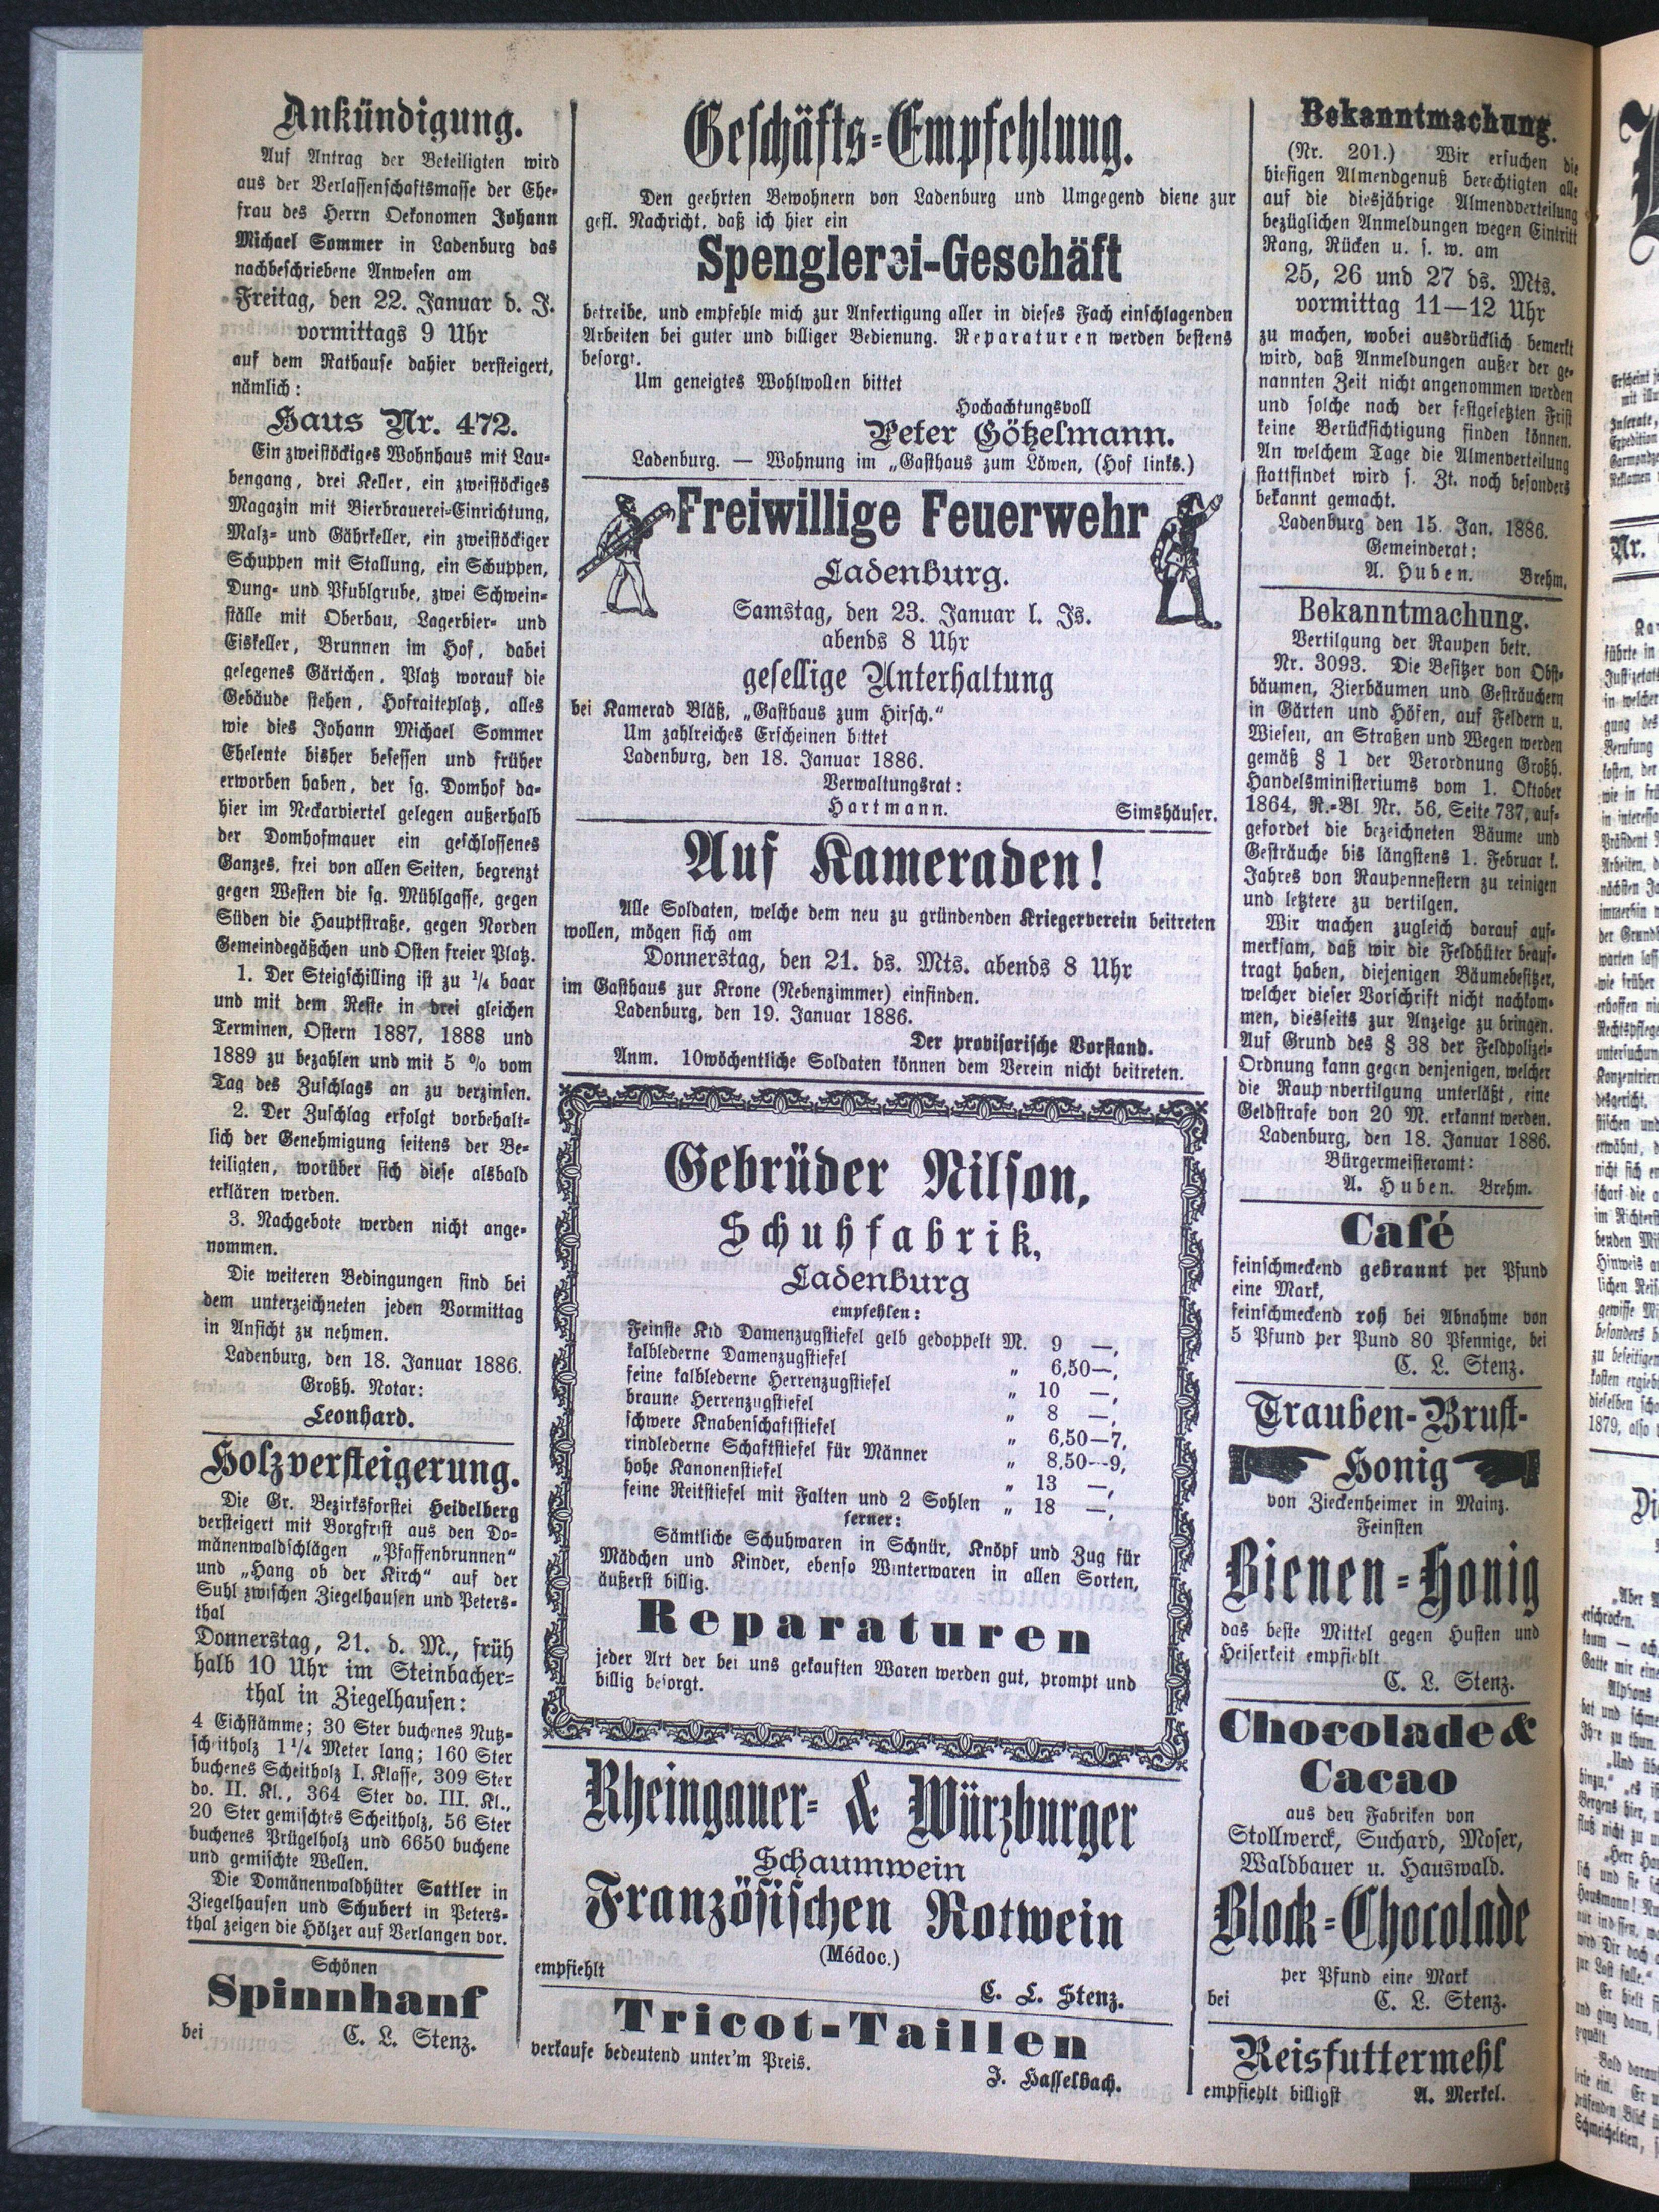 Ankündigung.
Auf Antrag der Beteiligten wird
aus der Verlassenschaftsmasse der Ehe-
frau des Herrn Oekonomen Johann
Michael Sommer in Ladenburg das
nachbeschriebene Anwesen am
Freitag, den 22. Januar d. J.
vormittags 9 Uhr
auf dem Rathause dahier versteigert,
nämlich:
Haus Nr. 472.
Ein zweistöckiges Wohnhaus mit Lau-
bengang, drei Keller, ein zweistöckiges
Magazin mit Bierbrauerei-Einrichtung,
Malz- und Gährkeller, ein zweistöckiger
Schuppen mit Stallung, ein Schuppen,
Dung- und Pfuhlgrube, zwei Schwein-
ställe mit Oberbau, Lagerbier- und
Eiskeller, Brunnen im Hof, dabei
gelegenes Gärtchen, Platz worauf die
Gebäude stehen, Hofraiteplatz, alles
wie dies Johann Michael Sommer
Eheleute bisher besessen und früher
erworben haben, der sg. Domhof da-
hier im Neckarviertel gelegen außerhalb
der Domhofmauer ein geschlossenes
Ganzes, frei von allen Seiten, begrenzt
gegen Westen die sg. Mühlgasse, gegen
Süden die Hauptstraße, gegen Norden
Gemeindegäßchen und Osten freier Platz.
1. Der Steigschilling ist zu ¼ baar
und mit dem Reste in drei gleichen
Terminen, Ostern 1887, 1888 und
1889 zu bezahlen und mit 5 % vom
Tag des Zuschlags an zu verzinsen.
2. Der Zuschlag erfolgt vorbehalt-
lich der Genehmigung seitens der Be-
teiligten, worüber sich diese alsbald
erklären werden.
3. Nachgebote werden nicht ange-
nommen.
Die weiteren Bedingungen sind bei
dem unterzeichneten jeden Vormittag
in Ansicht zu nehmen.
Ladenburg, den 18. Januar 1886.
Großh. Notar:
Leonhard.
Holzversteigerung.
Die Gr. Bezirksforstei Heidelberg
versteigert mit Borgfrist aus den Do-
mänenwaldschlägen „Pfaffenbrunnen“
und „Hang ob der Kirch“ auf der
Suhl zwischen Ziegelhausen und Peters-
thal
Donnerstag, 21. d. M., früh
halb 10 Uhr im Steinbacher-
thal in Ziegelhausen:
4 Eichstämme; 30 Ster buchenes Nutz-
scheitholz 1¼ Meter lang; 160 Ster
buchenes Scheitholz I. Klasse, 309 Ster
do. II. Kl., 364 Ster do. III. Kl.,
20 Ster gemischtes Scheitholz, 56 Ster
buchenes Prügelholz und 6650 buchene
und gemischte Wellen.
Die Domänenwaldhüter Sattler in
Ziegelhausen und Schubert in Peters-
thal zeigen die Hölzer auf Verlangen vor.
Schönen
Spinnhanf
bei C. L. Stenz.
Geschäfts-Empfehlung.
Den geehrten Bewohnern von Ladenburg und Umgegend diene zur
gefl. Nachricht, daß ich hier ein
Spenglerei-Geschäft
betreibe, und empfehle mich zur Anfertigung aller in dieses Fach einschlagenden
Arbeiten bei guter und billiger Bedienung. Reparaturen werden bestens
besorgt.
Um geneigtes Wohlwollen bittet
Hochachtungsvoll
Peter Götzelmann.
Ladenburg. — Wohnung im „Gasthaus zum Löwen, (Hof links.)
Freiwillige Feuerwehr
Ladenburg.
Samstag, den 23. Januar l. Js.
abends 8 Uhr
gesellige Unterhaltung
bei Kamerad Bläß, „Gasthaus zum Hirsch.“
Um zahlreiches Erscheinen bittet
Ladenburg, den 18. Januar 1886.
Verwaltungsrat:
Hartmann. Simshäuser.
Auf Kameraden!
Alle Soldaten, welche dem neu zu gründenden Kriegerverein beitreten
wollen, mögen sich am
Donnerstag, den 21. ds. Mts. abends 8 Uhr
im Gasthaus zur Krone (Nebenzimmer) einfinden.
Ladenburg, den 19. Januar 1886.
Der provisorische Vorstand.
Anm. 10wöchentliche Soldaten können dem Verein nicht beitreten.
Gebrüder Nilson,
Schuhfabrik,
Ladenburg
empfehlen:
Feinste Kid Damenzugstiefel gelb gedoppelt M. 9 —,
kalblederne Damenzugstiefel „ 6,50—,
feine kalblederne Herrenzugstiefel „ 10 —,
braune Herrenzugstiefel „ 8 —,
schwere Knabenschaftstiefel „ 6,50—7,
rindlederne Schaftstiefel für Männer „ 8,50—9,
hohe Kanonenstiefel „ 13 —,
feine Reitstiefel mit Falten und 2 Sohlen „ 18 —,
ferner:
Sämtliche Schuhwaren in Schnür, Knöpf und Zug für
Mädchen und Kinder, ebenso Winterwaren in allen Sorten,
äußerst billig.
Reparaturen
jeder Art der bei uns gekauften Waren werden gut, prompt und
billig besorgt.
Rheingauer- & Würzburger
Schaumwein
Französischen Rotwein
(Médoc.)
empfiehlt
C. L. Stenz.
Tricot-Taillen
verkaufe bedeutend unter'm Preis.
J. Hasselbach.
Bekanntmachung.
(Nr. 201.) Wir ersuchen die
hiesigen Almendgenuß berechtigten alle
auf die diesjährige Almendverteilung
bezüglichen Anmeldungen wegen Eintritt
Rang, Rücken u. s. w. am
25, 26 und 27 ds. Mts.
vormittag 11—12 Uhr
zu machen, wobei ausdrücklich bemerkt
wird, daß Anmeldungen außer der ge-
nannten Zeit nicht angenommen werden
und solche nach der festgesetzten Frist
keine Berücksichtigung finden können.
An welchem Tage die Almenverteilung
stattfindet wird s. Zt. noch besonders
bekannt gemacht.
Ladenburg den 15. Jan. 1886.
Gemeinderat:
A. Huben. Brehm.
Bekanntmachung.
Vertilgung der Raupen betr.
Nr. 3093. Die Besitzer von Obst-
bäumen, Zierbäumen und Gesträuchern
in Gärten und Höfen, auf Feldern u.
Wiesen, an Straßen und Wegen werden
gemäß § 1 der Verordnung Großh.
Handelsministeriums vom 1. Oktober
1864, R.-Bl. Nr. 56, Seite 737, auf-
gefordet die bezeichneten Bäume und
Gesträuche bis längstens 1. Februar l.
Jahres von Raupennestern zu reinigen
und letztere zu vertilgen.
Wir machen zugleich darauf auf-
merksam, daß wir die Feldhüter beauf-
tragt haben, diejenigen Bäumebesitzer,
welcher dieser Vorschrift nicht nachkom-
men, diesseits zur Anzeige zu bringen.
Auf Grund des § 38 der Feldpolizei-
Ordnung kann gegen denjenigen, welcher
die Raup nvertilgung unterläßt, eine
Geldstrafe von 20 M. erkannt werden.
Ladenburg, den 18. Januar 1886.
Bürgermeisteramt:
A. Huben. Brehm.
Café
feinschmeckend gebrannt per Pfund
eine Mark,
feinschmeckend roh bei Abnahme von
5 Pfund per Pund 80 Pfennige, bei
C. L. Stenz.
Trauben-Brust-
Honig
von Zieckenheimer in Mainz.
Feinsten
Bienen-Honig
das beste Mittel gegen Husten und
Heiserkeit empfiehlt
C. L. Stenz.
Chocolade &
Cacao
aus den Fabriken von
Stollwerck, Suchard, Moser,
Waldbauer u. Hauswald.
Block-Chocolade
per Pfund eine Mark
bei C. L. Stenz.
Reisfuttermehl
empfiehlt billigst A. Merkel.